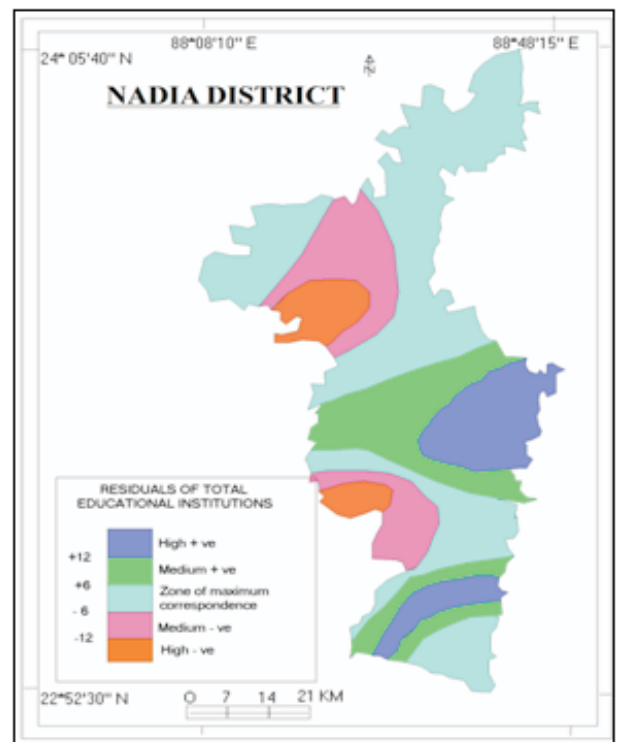 88°08'10" E 88°48'15" E
24° 05'40" N
N
NADIA DISTRICT
RESIDUALS OF TOTAL
EDUCATIONAL INSTITUTIONS
High + ve
+12
Medium + ve
+6
Zone of maximum
correspondence
- 6
Medium - ve
-12
High - ve
22°52'30" N
0 7 14 21 KM